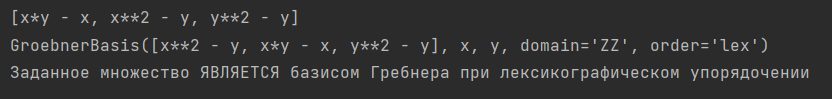 [x*y - x, x**2 - y, y**2 - y]
GroebnerBasis([x**2 - y, x*y - x, y**2 - y], x, y, domain='ZZ', order='lex')
Заданное множество ЯВЛЯЕТСЯ базисом Гребнера при лексикографическом упорядочении